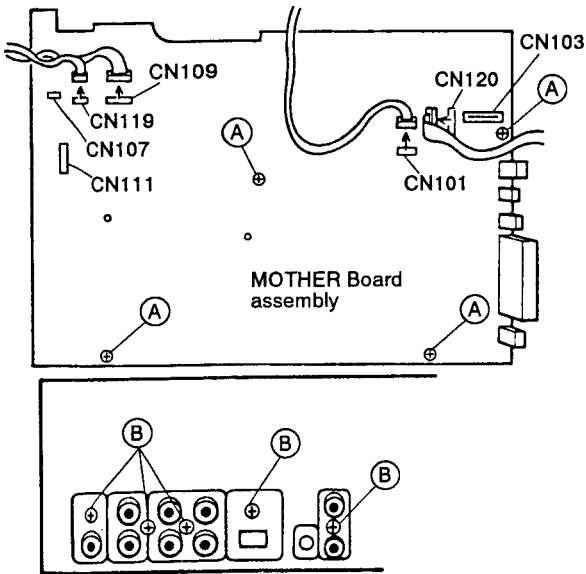 CN103
CN109
CN120
A
CN119
A
CN107
CN111
CN101
MOTHER Board
assembly
A
A
B
B
B